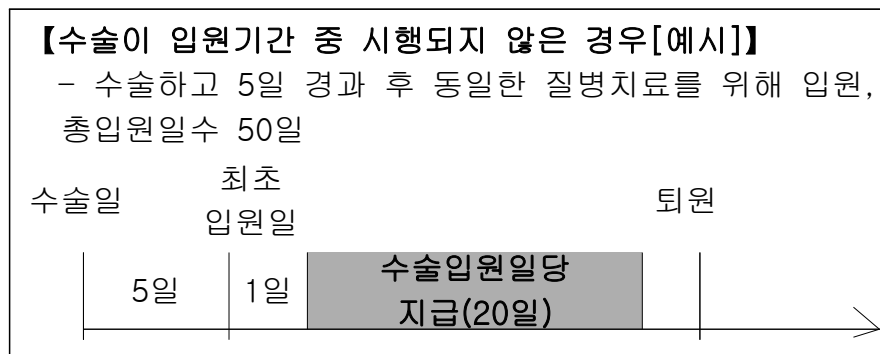 【수술이 입원기간 중 시행되지 않은 경우[예시]】
- 수술하고 5일 경과 후 동일한 질병치료를 위해 입원,
총입원일수 50일
수술일
최초
입원일
퇴원
5일
1일
수술입원일당
지급(20일)